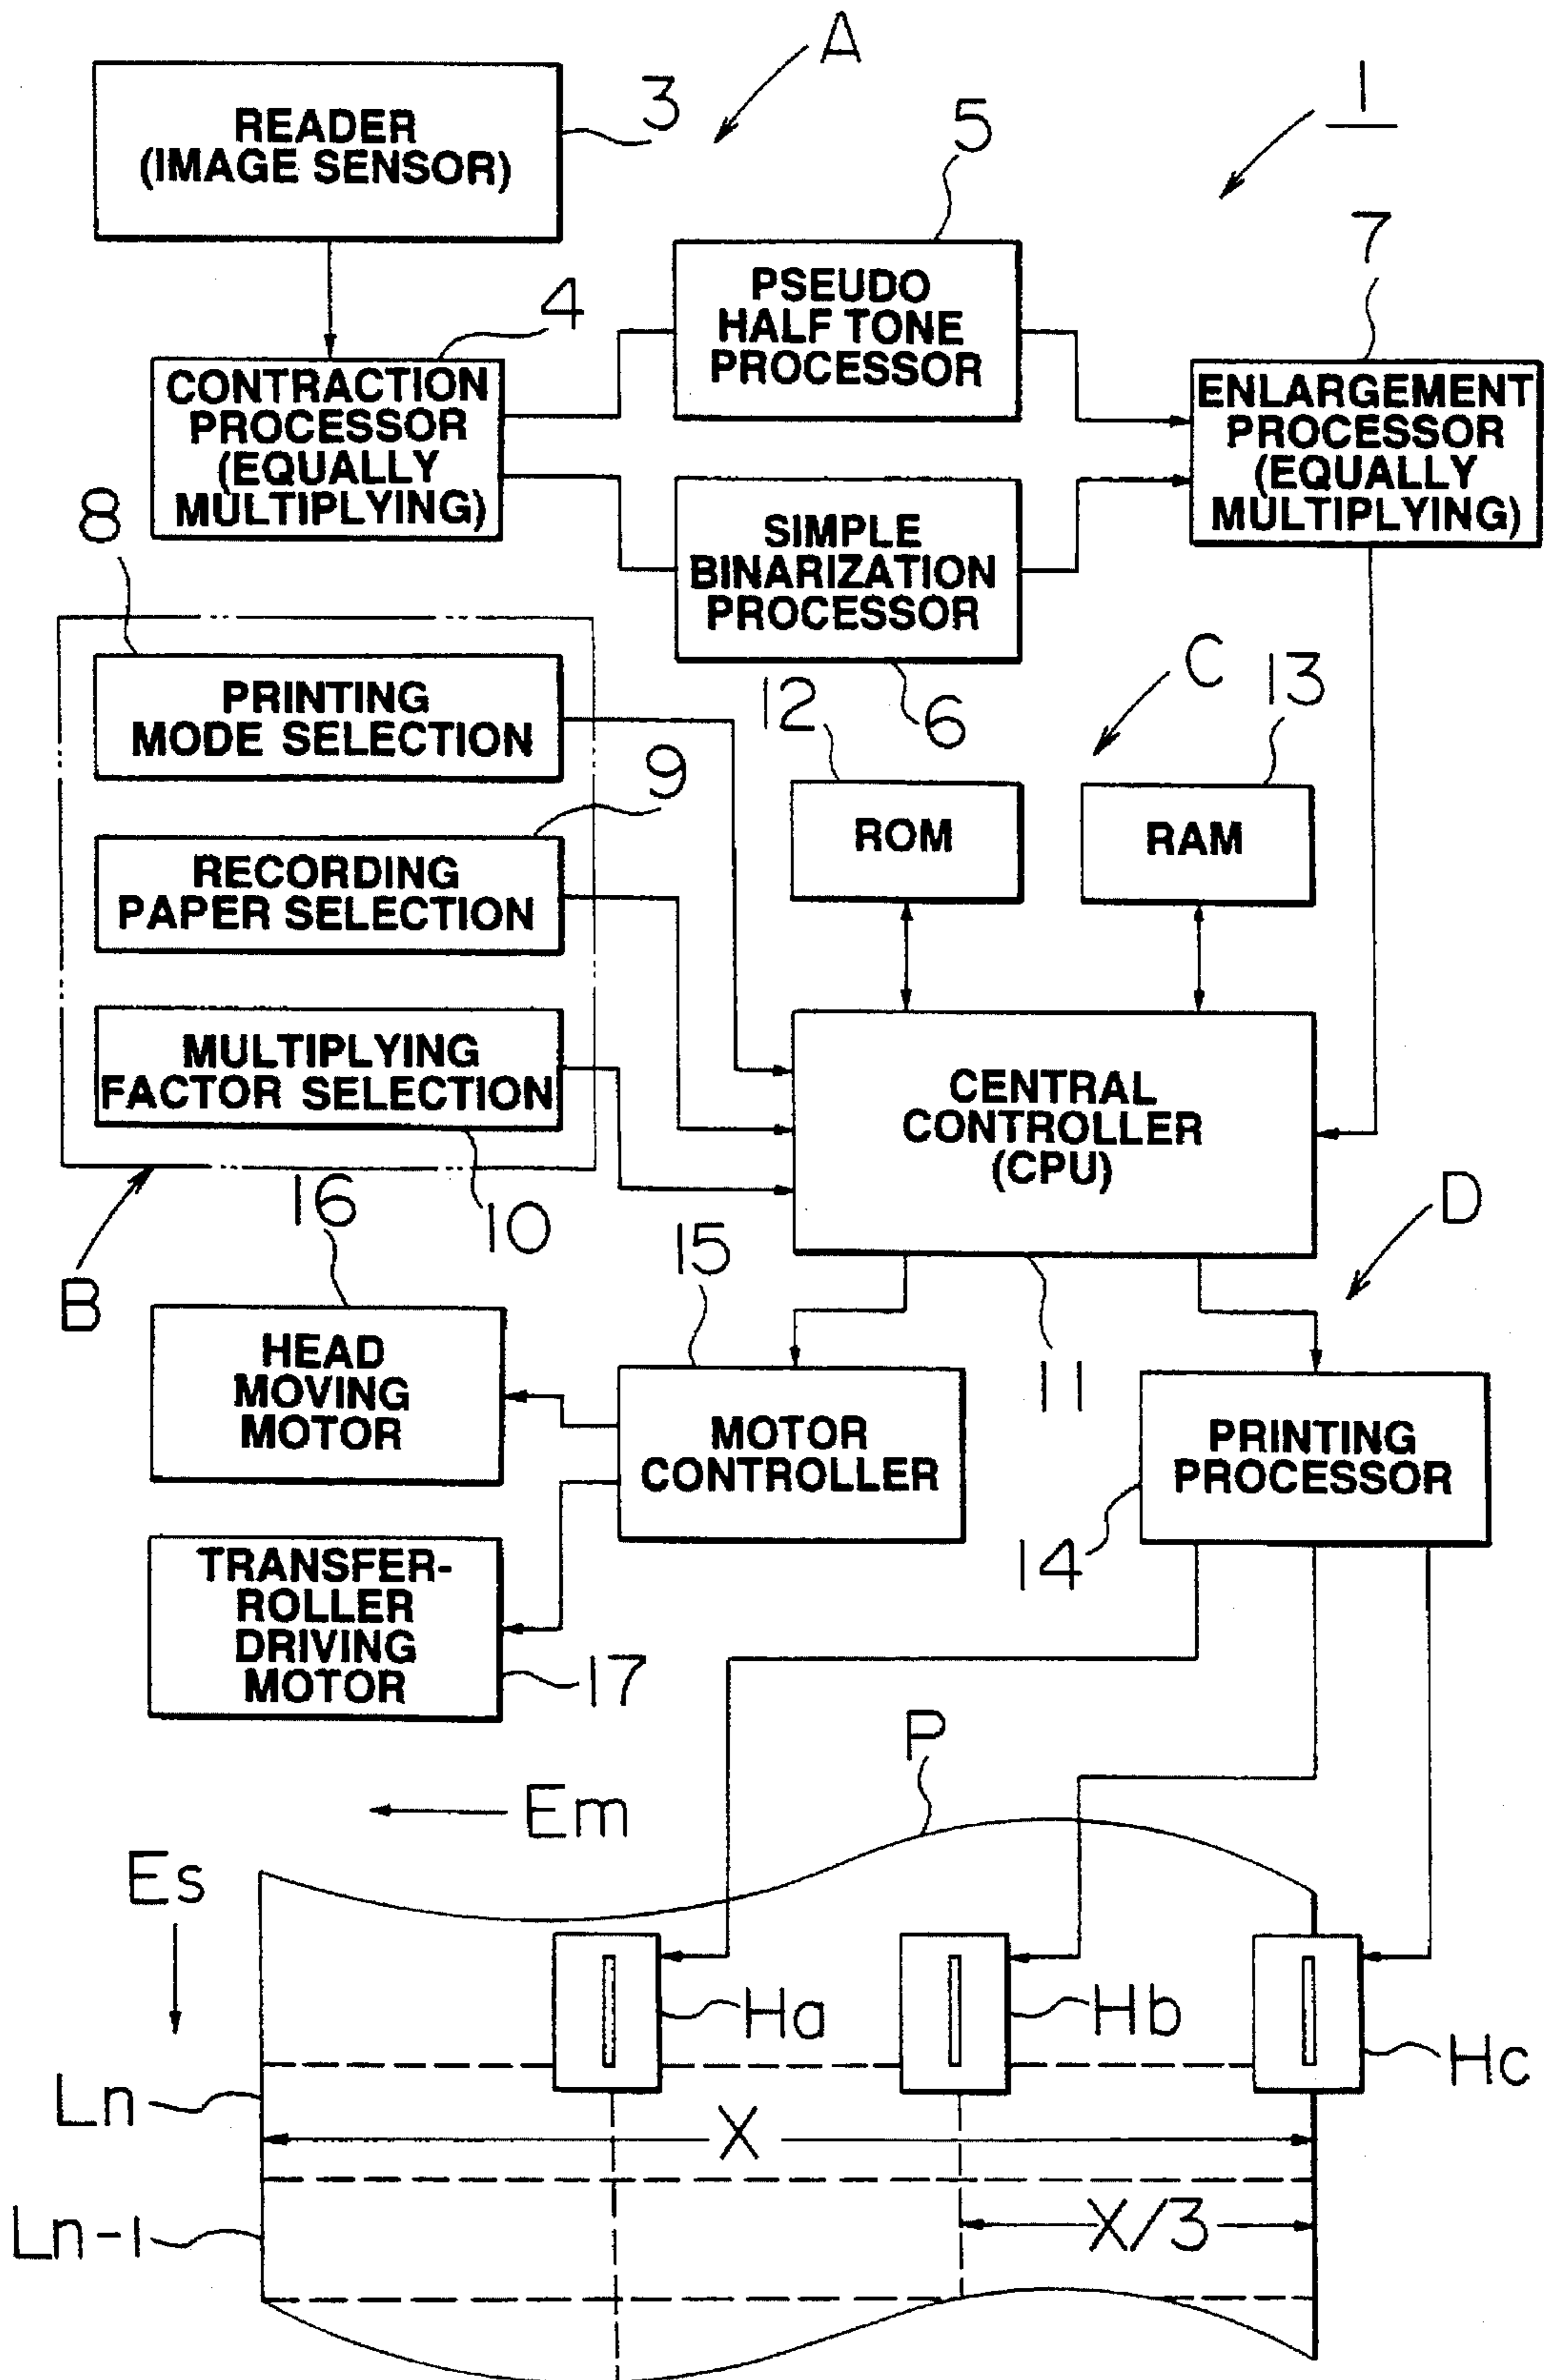 A
1
READER
(IMAGE SENSOR)
3
5
7
PSEUDO
HALF TONE
PROCESSOR
4
CONTRACTION
PROCESSOR
(EQUALLY
MULTIPLYING)
ENLARGEMENT
PROCESSOR
(EQUALLY
MULTIPLYING)
SIMPLE
BINARIZATION
PROCESSOR
6
8
PRINTING
MODE SELECTION
9
RECORDING
PAPER SELECTION
MULTIPLYING
FACTOR SELECTION
10
B
C
12
13
ROM
RAM
CENTRAL
CONTROLLER
(CPU)
11
D
16
15
HEAD
MOVING
MOTOR
MOTOR
CONTROLLER
PRINTING
PROCESSOR
14
TRANSFER-
ROLLER
DRIVING
MOTOR
17
P
Em
Es
Ha
Hb
Hc
Ln
X
Ln-1
X/3